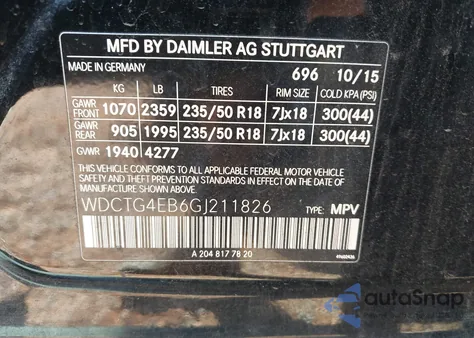 MFD BY DAIMLER AG STUTTGART
MADE IN GERMANY 696 10/15
KG LB TIRES RIM SIZE COLD KPA (PSI)
GAWR FRONT 1070 2359 235/50 R18 7Jx18 300(44)
GAWR REAR 905 1995 235/50 R18 7Jx18 300(44)
GVWR 1940 4277
THIS VEHICLE CONFORMS TO ALL APPLICABLE FEDERAL MOTOR VEHICLE
SAFETY, BUMPER, AND THEFT PREVENTION STANDARDS IN EFFECT ON THE
DATE OF MANUFACTURE SHOWN ABOVE.
WDCTG4EB6GJ211826 TYPE: MPV
A 204 817 78 20
autoSnap